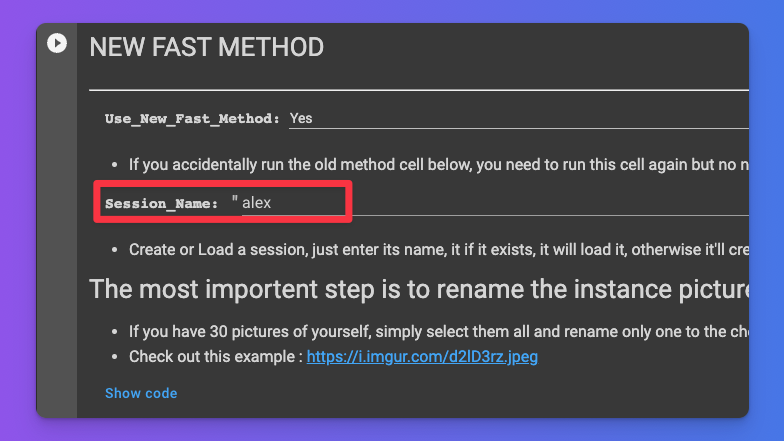 NEW FAST METHOD
Use_New_Fast_Method: Yes
• If you accidentally run the old method cell below, you need to run this cell again but no n
Session_Name: " alex
• Create or Load a session, just enter its name, it if it exists, it will load it, otherwise it'll cre
The most importent step is to rename the instance picture
• If you have 30 pictures of yourself, simply select them all and rename only one to the ch
• Check out this example : https://i.imgur.com/d2lD3rz.jpeg
Show code